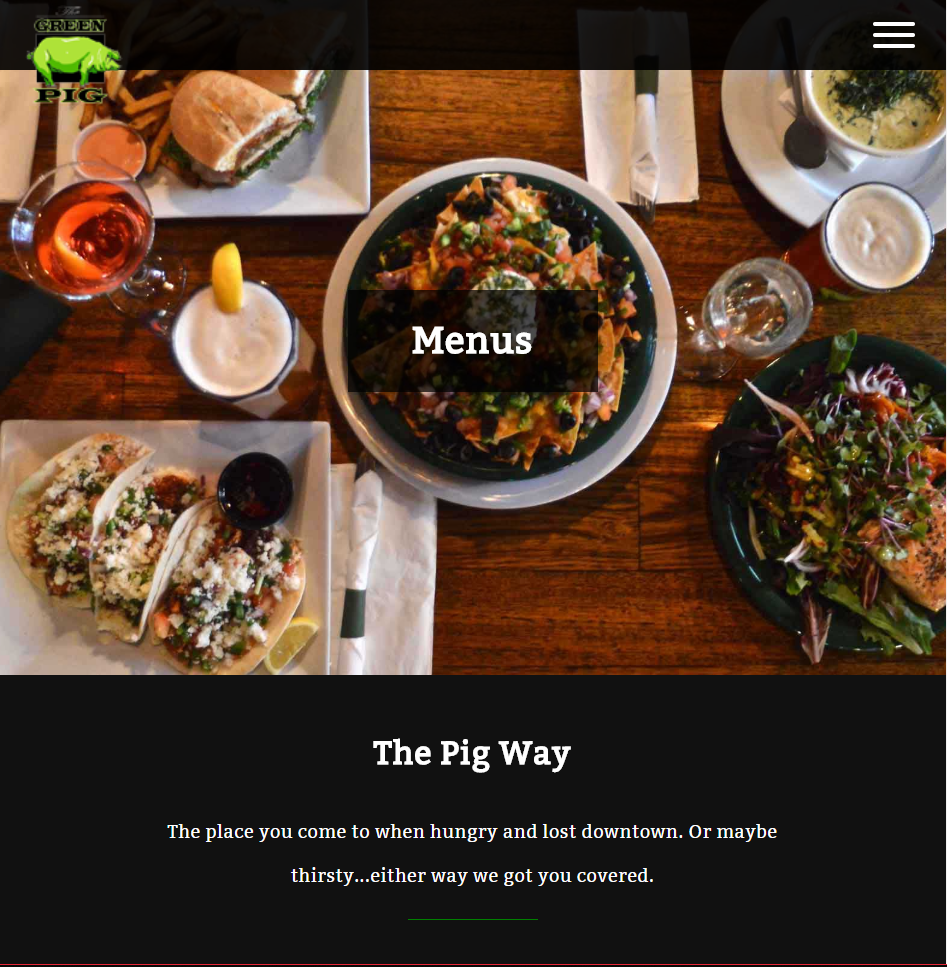 The
GREEN
PIG
Menus
The Pig Way
The place you come to when hungry and lost downtown. Or maybe
thirsty...either way we got you covered.